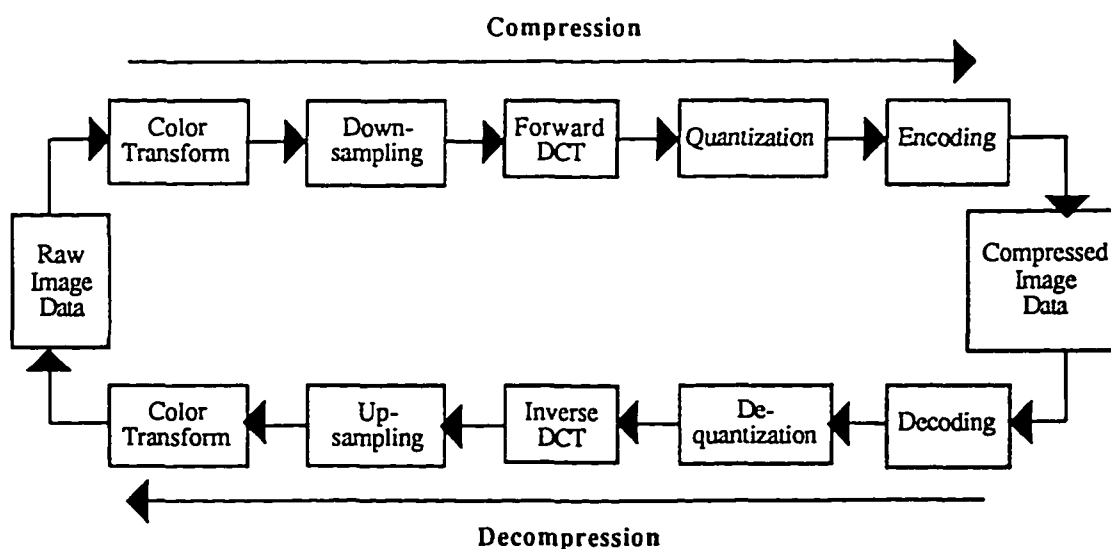 Compression
Color
Transform
Down-
sampling
Forward
DCT
Quantization
Encoding
Raw
Image
Data
Compressed
Image
Data
Color
Transform
Up-
sampling
Inverse
DCT
De-
quantization
Decoding
Decompression